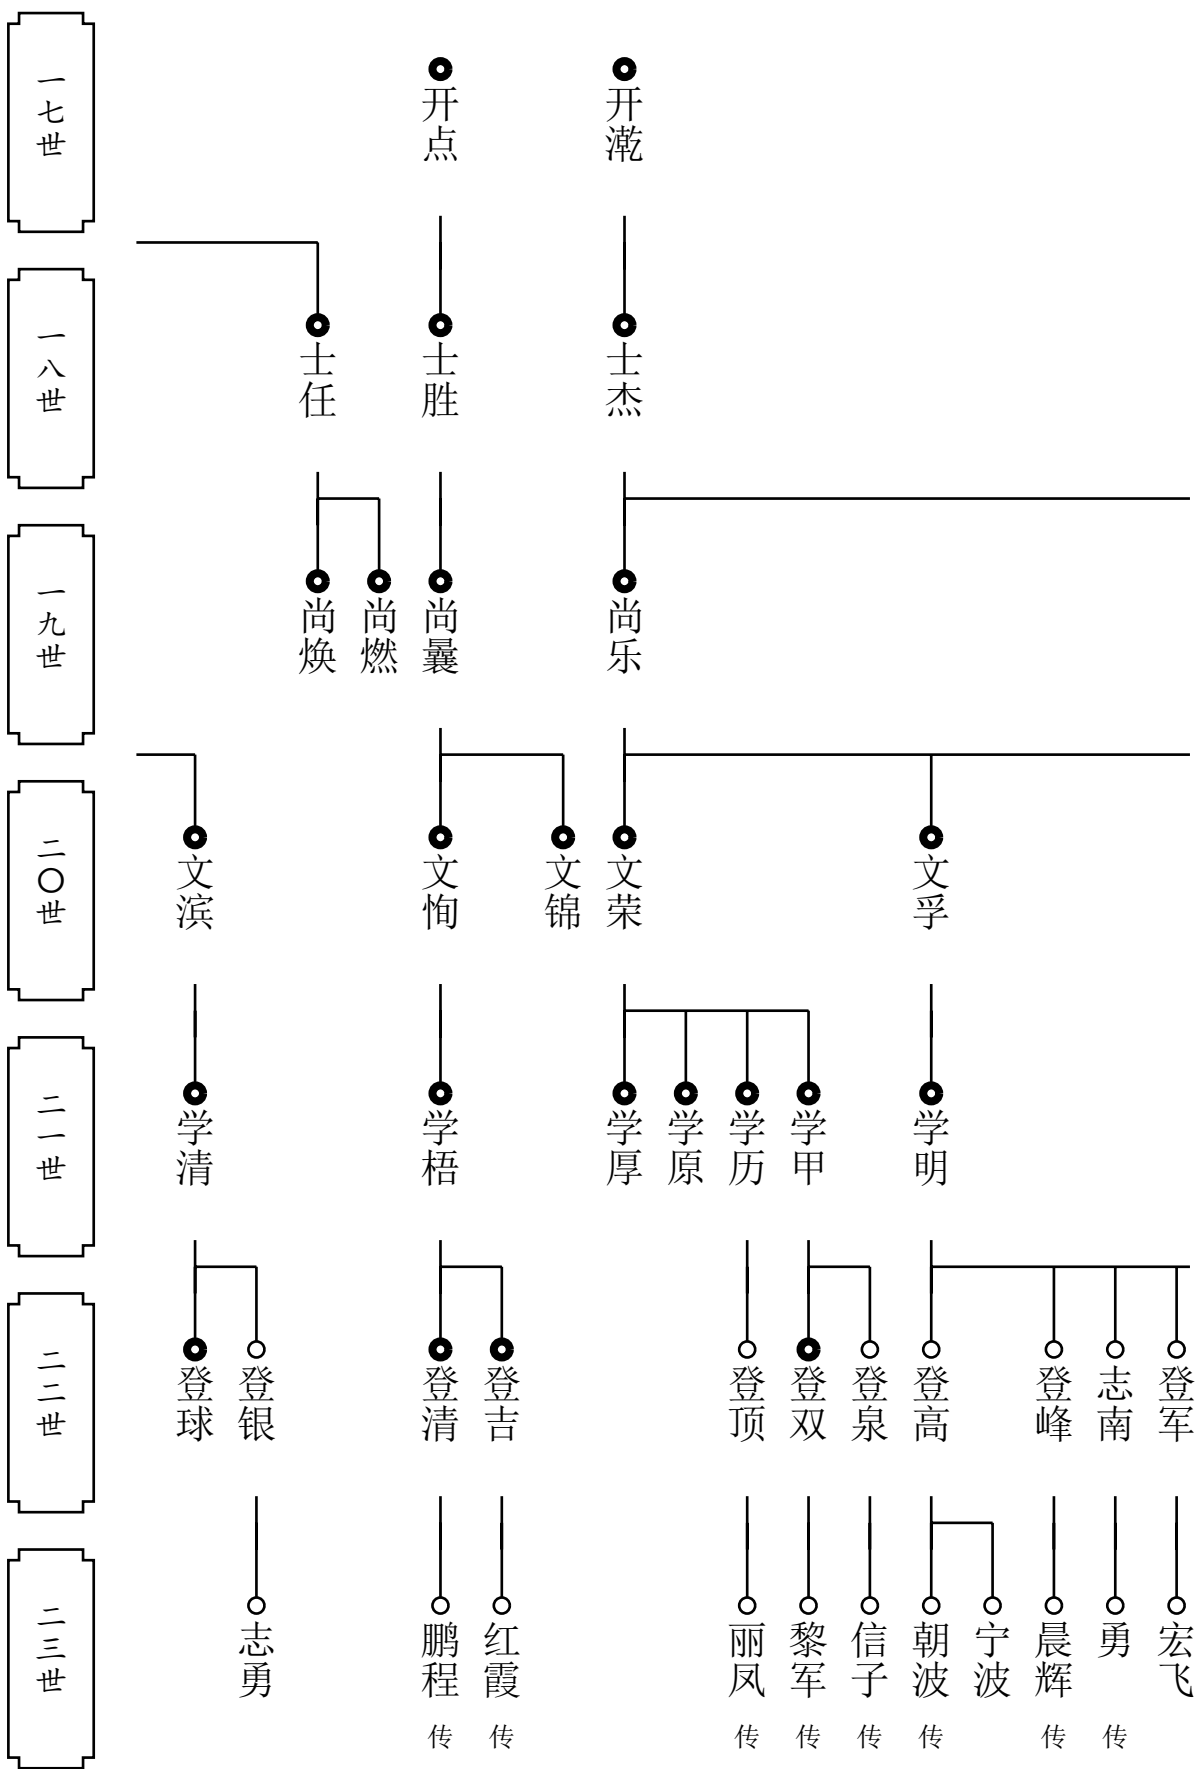 一七世
开点
开漧
一八世
士任
士胜
士杰
一九世
尚焕
尚燃
尚曩
尚乐
二〇世
文滨
文恂
文锦
文荣
文孚
二一世
学清
学梧
学厚
学原
学历
学甲
学明
二二世
登球
登银
登清
登吉
登顶
登双
登泉
登高
登峰
志南
登军
二三世
志勇
鹏程
红霞
丽凤
黎军
信子
朝波
宁波
晨辉
勇
宏飞
传
传
传
传
传
传
传
传